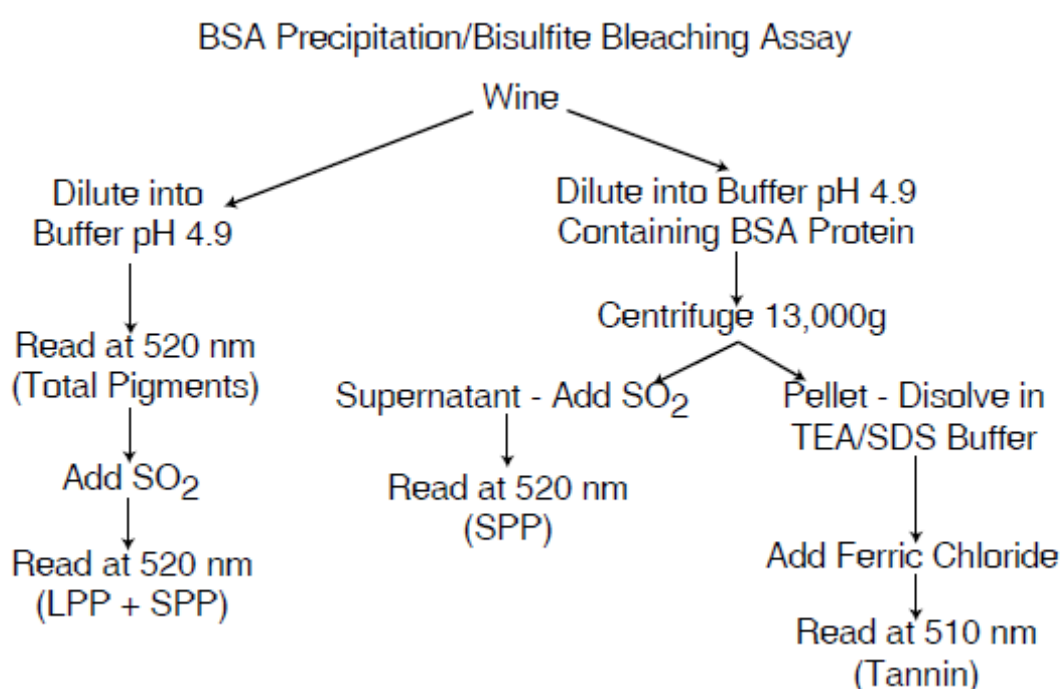 BSA Precipitation/Bisulfite Bleaching Assay
Wine
Dilute into
Buffer pH 4.9
Read at 520 nm
(Total Pigments)
Add SO2
Read at 520 nm
(LPP + SPP)
Dilute into Buffer pH 4.9
Containing BSA Protein
Centrifuge 13,000g
Supernatant - Add SO2
Read at 520 nm
(SPP)
Pellet - Disolve in
TEA/SDS Buffer
Add Ferric Chloride
Read at 510 nm
(Tannin)